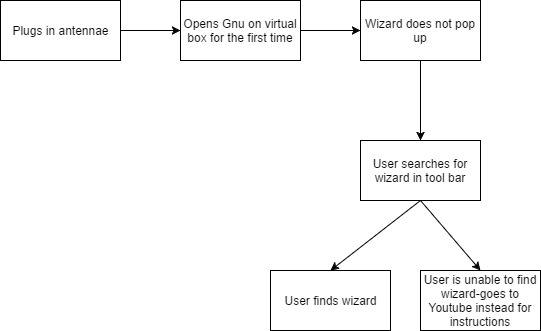 Plugs in antennae
Opens Gnu on virtual
box for the first time
Wizard does not pop
up
User searches for
wizard in tool bar
User finds wizard
User is unable to find
wizard-goes to
Youtube instead for
instructions